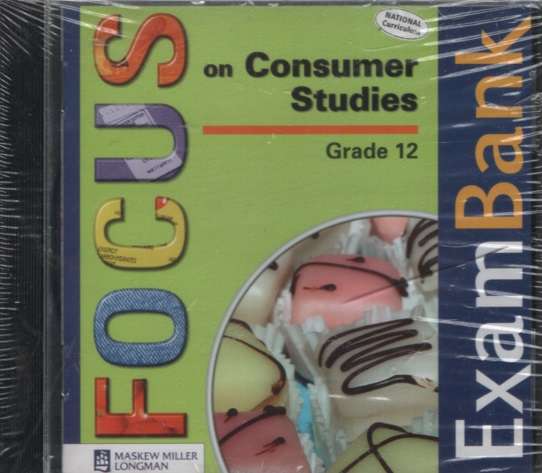 NATIONAL
Curriculum
FOCUS
on Consumer
Studies
Grade 12
ExamBank
MASKEW MILLER
LONGMAN